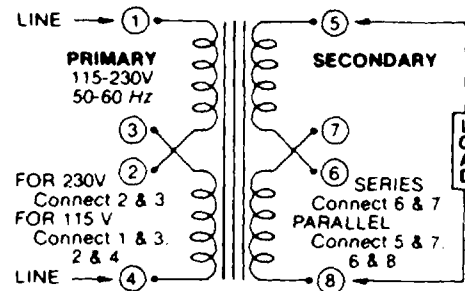 LINE 1 5
PRIMARY SECONDARY
115-230V
50-60 Hz
3 7
2 6
FOR 230V SERIES
Connect 2 & 3 Connect 6 & 7
FOR 115 V PARALLEL
Connect 1 & 3. Connect 5 & 7.
2 & 4 6 & 8
LINE 4 8
LOAD